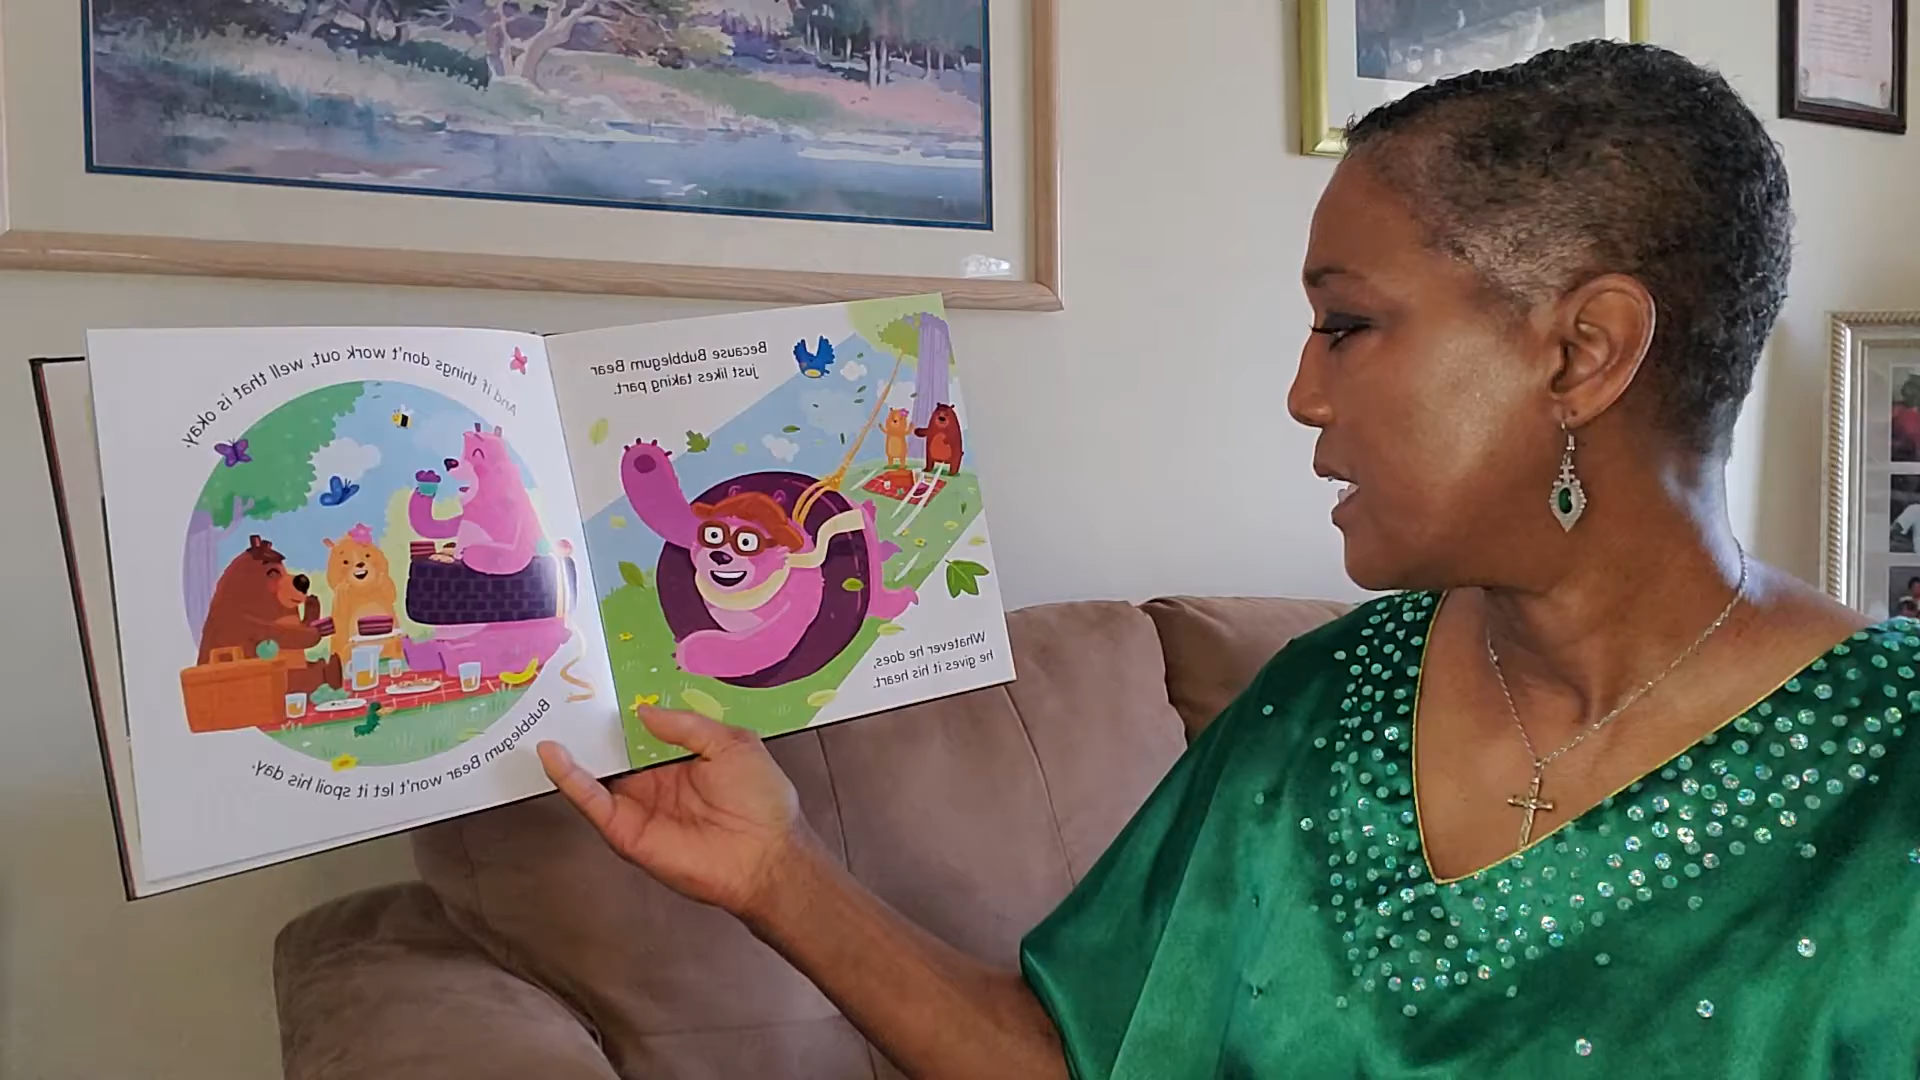 Because Bubblegum Bear
just likes taking part.
Whatever he does,
he gives it his heart.
And if things don't work out, well that is okay.
Bubblegum Bear won't let it spoil his day.